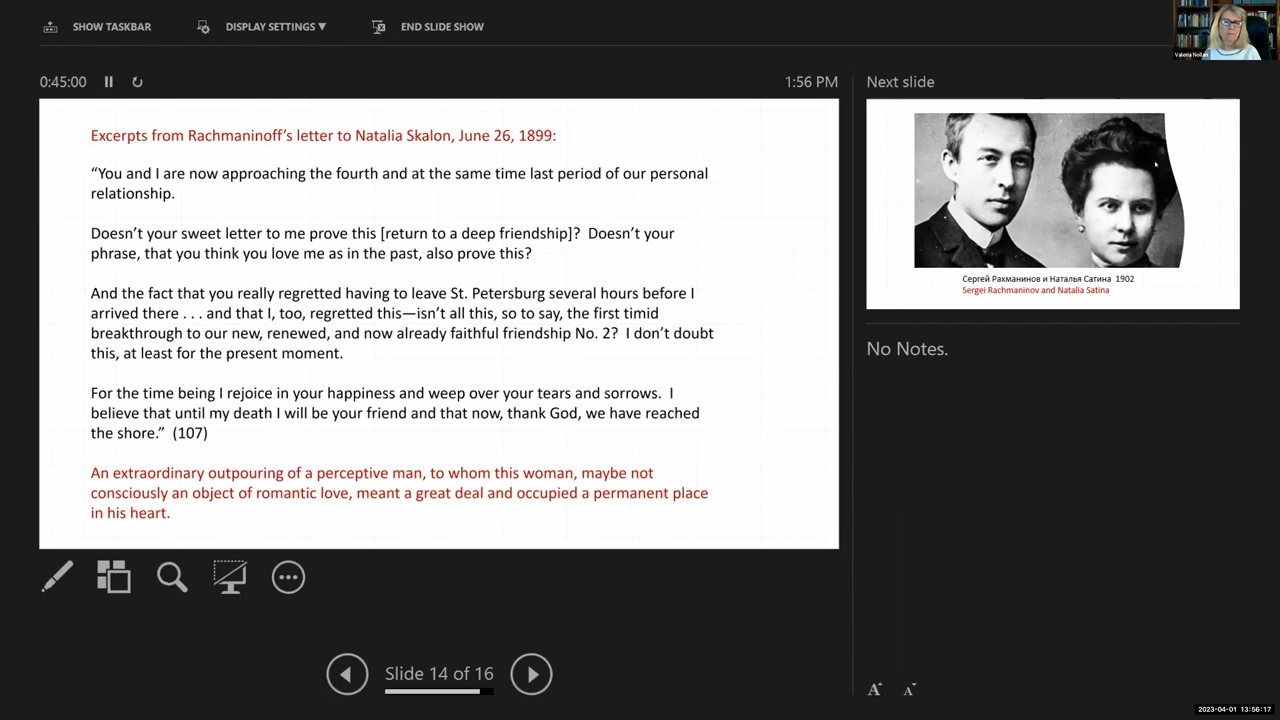 SHOW TASKBAR
DISPLAY SETTINGS ▼
END SLIDE SHOW
Valeria Nollan
0:45:00
1:56 PM
Excerpts from Rachmaninoff’s letter to Natalia Skalon, June 26, 1899:
“You and I are now approaching the fourth and at the same time last period of our personal
relationship.
Doesn’t your sweet letter to me prove this [return to a deep friendship]? Doesn’t your
phrase, that you think you love me as in the past, also prove this?
And the fact that you really regretted having to leave St. Petersburg several hours before I
arrived there . . . and that I, too, regretted this—isn’t all this, so to say, the first timid
breakthrough to our new, renewed, and now already faithful friendship No. 2? I don’t doubt
this, at least for the present moment.
For the time being I rejoice in your happiness and weep over your tears and sorrows. I
believe that until my death I will be your friend and that now, thank God, we have reached
the shore.” (107)
An extraordinary outpouring of a perceptive man, to whom this woman, maybe not
consciously an object of romantic love, meant a great deal and occupied a permanent place
in his heart.
Next slide
Сергей Рахманинов и Наталья Сатина 1902
Sergei Rachmaninov and Natalia Satina
No Notes.
Slide 14 of 16
A A
2023-04-01 13:56:17